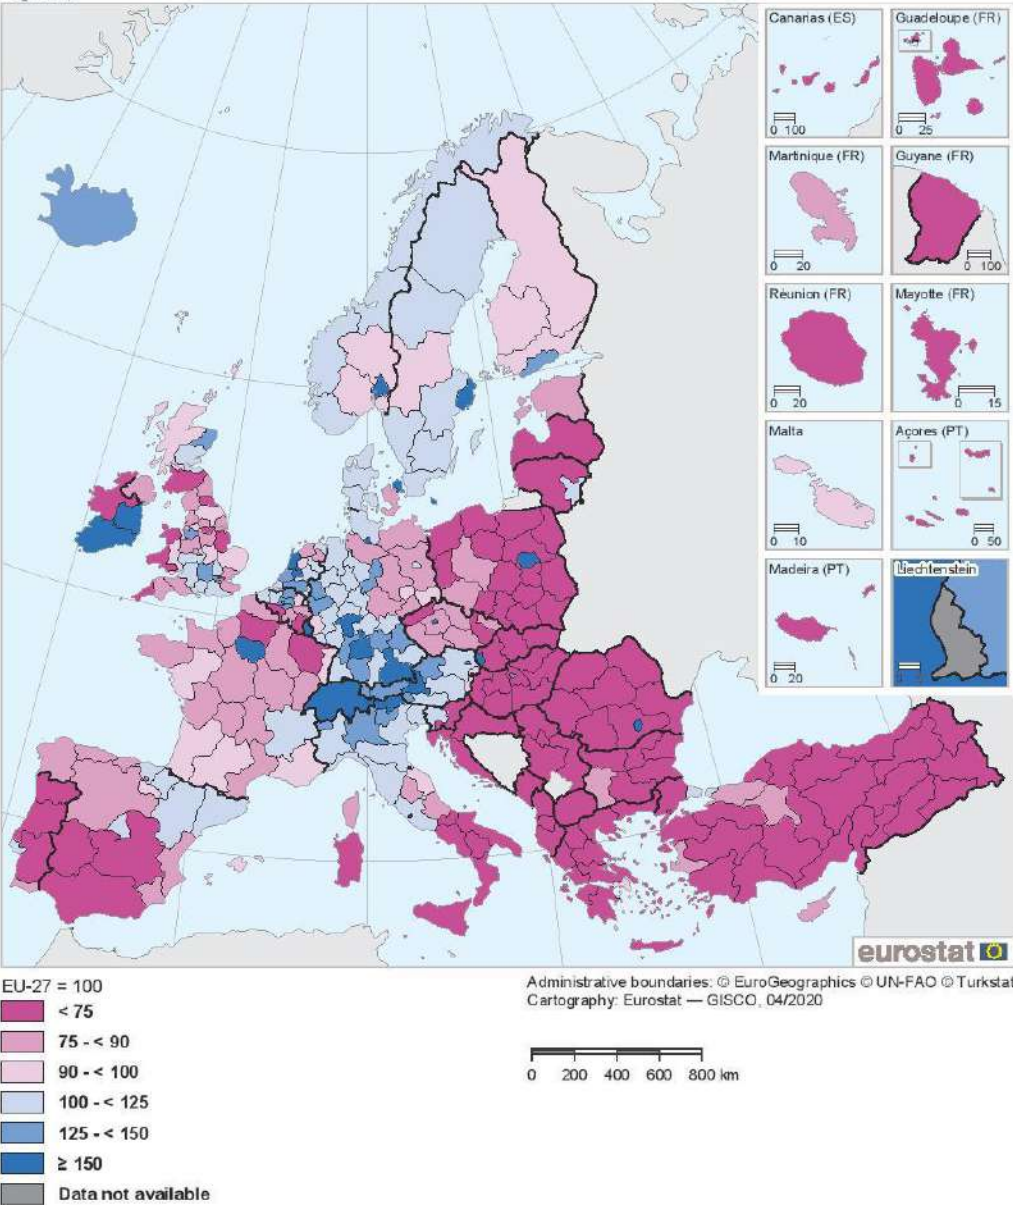 Canarias (ES)
0 100
Guadeloupe (FR)
0 25
Martinique (FR)
0 20
Guyane (FR)
0 100
Réunion (FR)
0 20
Mayotte (FR)
0 15
Malta
0 10
Açores (PT)
0 50
Madeira (PT)
0 20
Liechtenstein
eurostat
EU-27 = 100
< 75
75 - < 90
90 - < 100
100 - < 125
125 - < 150
≥ 150
Data not available
Administrative boundaries: © EuroGeographics © UN-FAO © Turkstat
Cartography: Eurostat — GISCO, 04/2020
0 200 400 600 800 km